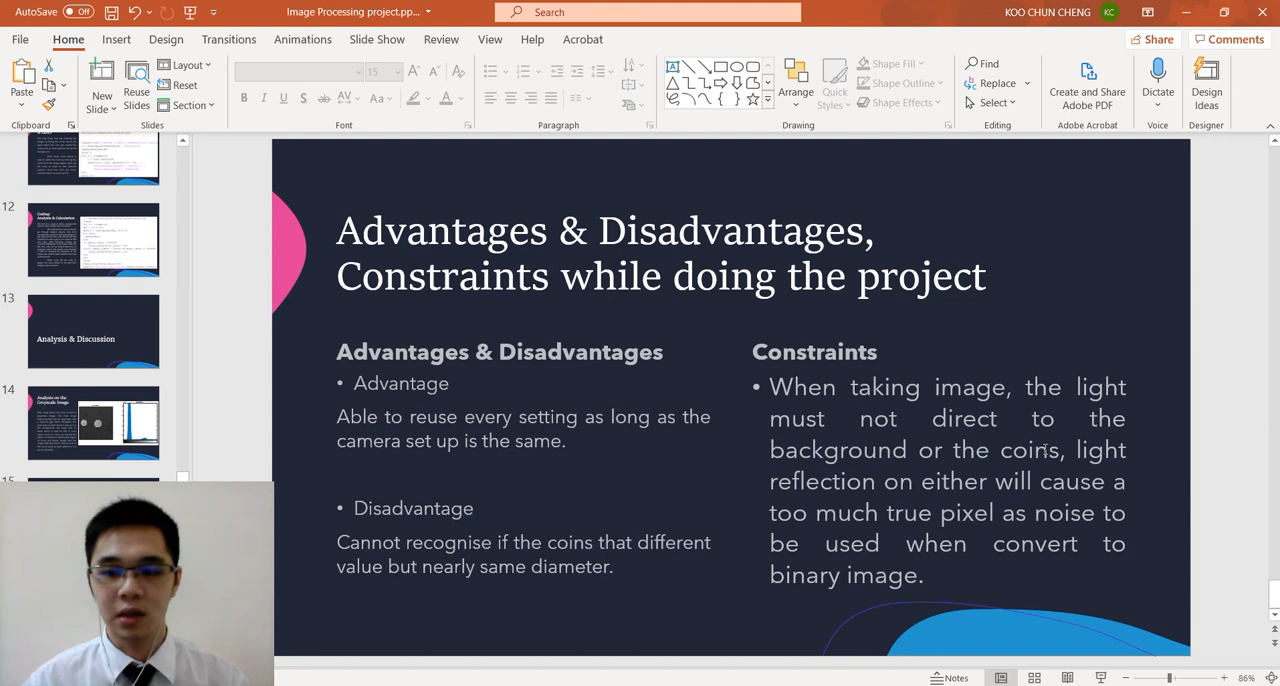 AutoSave Off
Image Processing project.pp...
Search
KOO CHUN CHENG
KC
File Home Insert Design Transitions Animations Slide Show Review View Help Acrobat
Share
Comments
Paste
New Slide
Reuse Slides
Layout
Reset
Section
15
Arrange
Quick Styles
Shape Fill
Shape Outline
Shape Effects
Find
Replace
Select
Create and Share Adobe PDF
Dictate
Design Ideas
Clipboard
Slides
Font
Paragraph
Drawing
Editing
Adobe Acrobat
Voice
Designer
12
13
Analysis & Discussion
14
Analysis on the
Greyscale Image
15
Advantages & Disadvantages,
Constraints while doing the project
Advantages & Disadvantages
• Advantage
Able to reuse every setting as long as the
camera set up is the same.
• Disadvantage
Cannot recognise if the coins that different
value but nearly same diameter.
Constraints
• When taking image, the light
must not direct to the
background or the coins, light
reflection on either will cause a
too much true pixel as noise to
be used when convert to
binary image.
Notes
86%